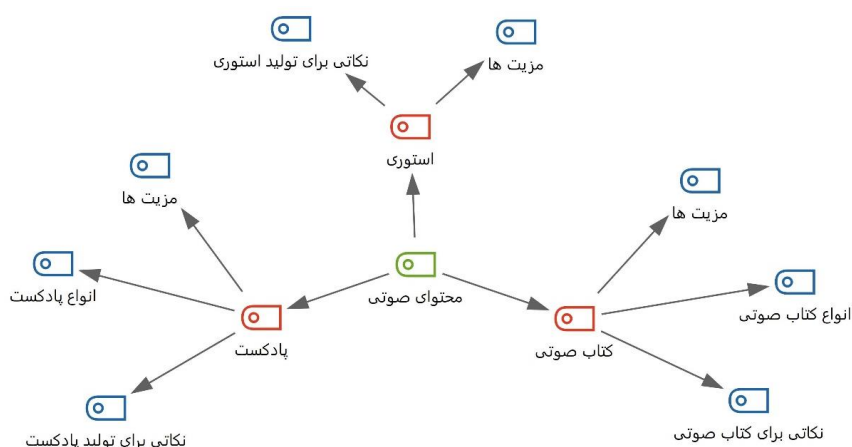 نکاتی برای تولید استوری
مزیت ها
استوری
مزیت ها
مزیت ها
محتوای صوتی
انواع پادکست
انواع کتاب صوتی
پادکست
کتاب صوتی
نکاتی برای تولید پادکست
نکاتی برای کتاب صوتی